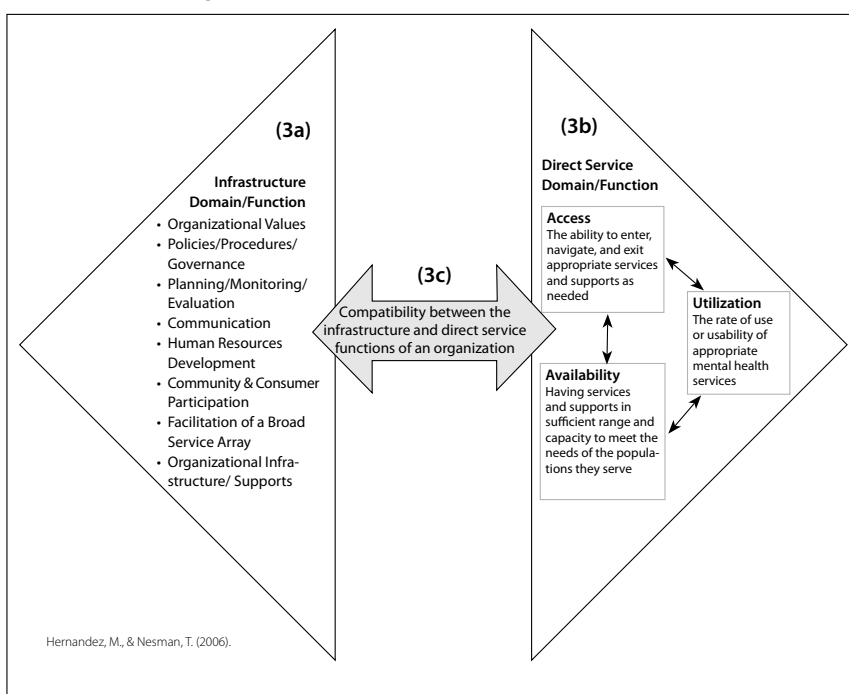 (3a)
Infrastructure
Domain/Function
• Organizational Values
• Policies/Procedures/
Governance
• Planning/Monitoring/
Evaluation
• Communication
• Human Resources
Development
• Community & Consumer
Participation
• Facilitation of a Broad
Service Array
• Organizational Infra-
structure/ Supports
(3c)
Compatibility between the
infrastructure and direct service
functions of an organization
(3b)
Direct Service
Domain/Function
Access
The ability to enter,
navigate, and exit
appropriate services
and supports as
needed
Utilization
The rate of use
or usability of
appropriate
mental health
services
Availability
Having services
and supports in
sufficient range and
capacity to meet the
needs of the popula-
tions they serve
Hernandez, M., & Nesman, T. (2006).